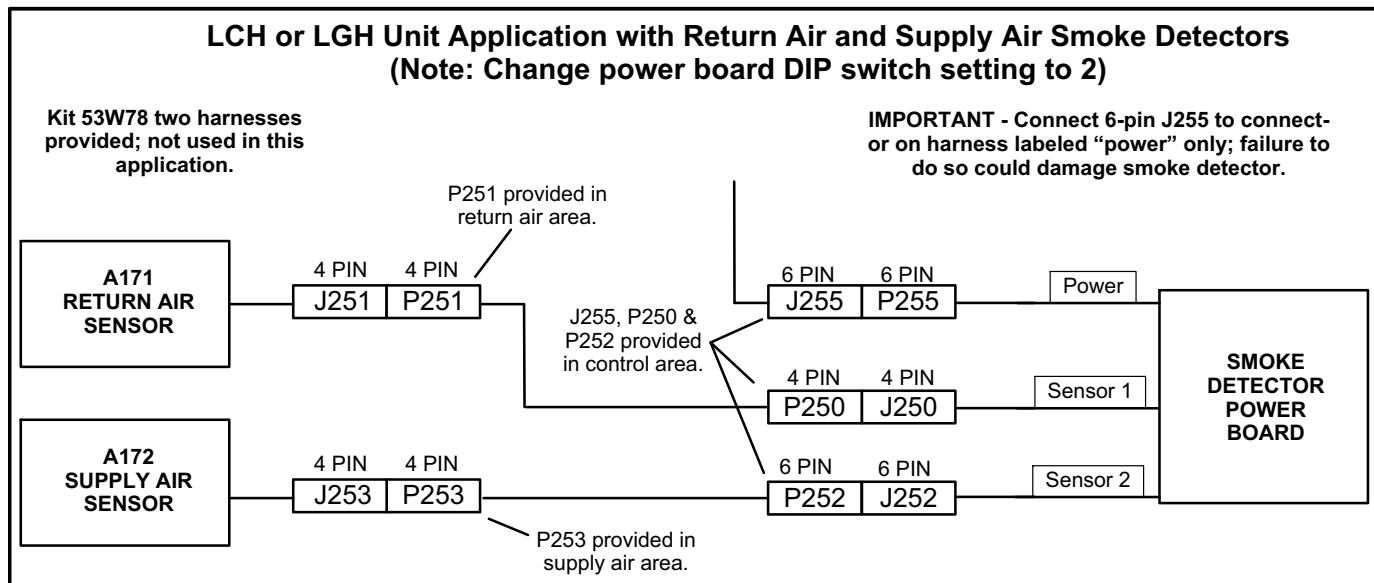 LCH or LGH Unit Application with Return Air and Supply Air Smoke Detectors
(Note: Change power board DIP switch setting to 2)
Kit 53W78 two harnesses
provided; not used in this
application.
IMPORTANT - Connect 6-pin J255 to connect-
or on harness labeled “power” only; failure to
do so could damage smoke detector.
P251 provided in
return air area.
A171
RETURN AIR
SENSOR
4 PIN 4 PIN
J251 P251
J255, P250 &
P252 provided
in control area.
6 PIN 6 PIN
J255 P255
Power
4 PIN 4 PIN
P250 J250
Sensor 1
SMOKE
DETECTOR
POWER
BOARD
A172
SUPPLY AIR
SENSOR
4 PIN 4 PIN
J253 P253
6 PIN 6 PIN
P252 J252
Sensor 2
P253 provided in
supply air area.